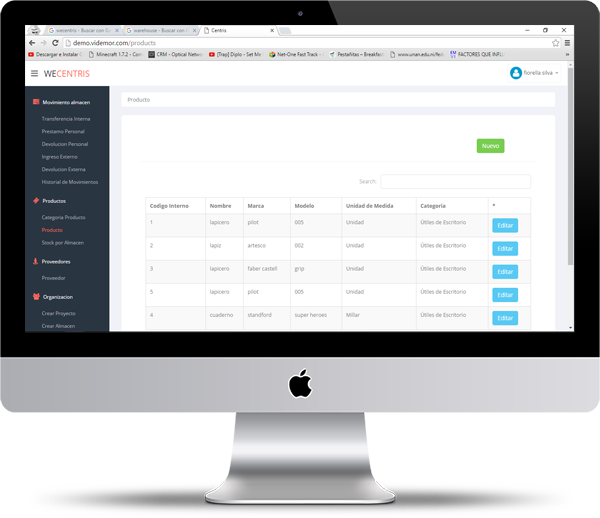 wecentris - Buscar con G
warehouse - Buscar con G
Centris
demo.videmor.com/products
Descargar e Instalar C
Minecraft 1.7.2 - Com
CRM - Optical Networ
[Trap] Diplo - Set Me
Net-One Fast Track -
PestaNitas – Breakfas
www.unan.edu.ni/fes
FACTORES QUE INFLU
WECENTRIS
fiorella silva
Movimiento almacen
Transferencia Interna
Prestamo Personal
Devolucion Personal
Ingreso Externo
Devolucion Externa
Historial de Movimientos
Productos
Categoria Producto
Producto
Stock por Almacen
Proveedores
Proveedor
Organizacion
Crear Proyecto
Crear Almacen
Producto
Nuevo
Search:
Codigo Interno Nombre Marca Modelo Unidad de Medida Categoria *
1 lapicero pilot 005 Unidad Útiles de Escritorio Editar
2 lapiz artesco 002 Unidad Útiles de Escritorio Editar
3 lapicero faber castell grip Unidad Útiles de Escritorio Editar
5 lapicero pilot 005 Unidad Útiles de Escritorio Editar
4 cuaderno standford super heroes Millar Útiles de Escritorio Editar